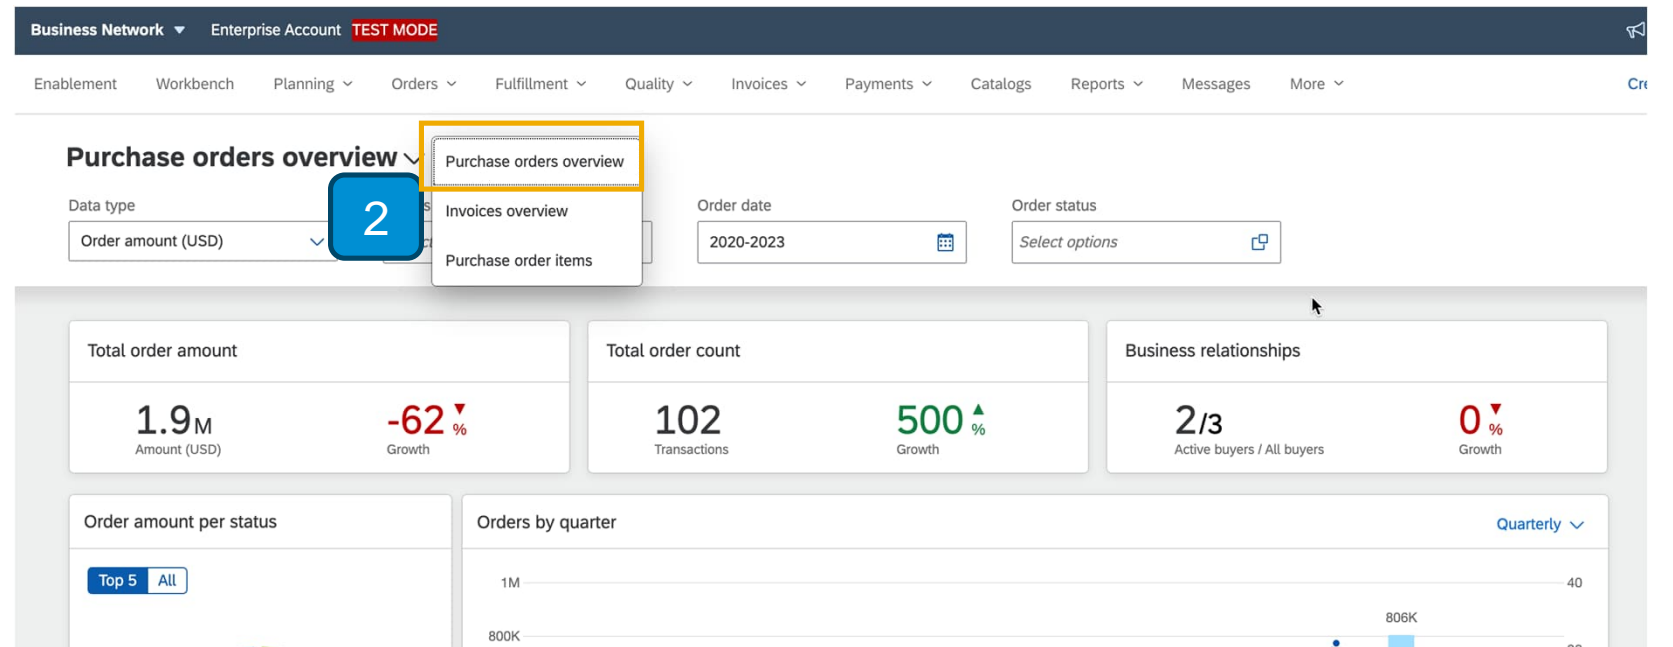 Business Network Enterprise Account TEST MODE
Enablement Workbench Planning Orders Fulfillment Quality Invoices Payments Catalogs Reports Messages More
Purchase orders overview
Purchase orders overview
Invoices overview
Purchase order items
2
Data type
Order amount (USD)
Order date
2020-2023
Order status
Select options
Total order amount
1.9M
Amount (USD)
-62 %
Growth
Total order count
102
Transactions
500 %
Growth
Business relationships
2/3
Active buyers / All buyers
0 %
Growth
Order amount per status
Top 5 All
Orders by quarter
Quarterly
1M
40
806K
800K